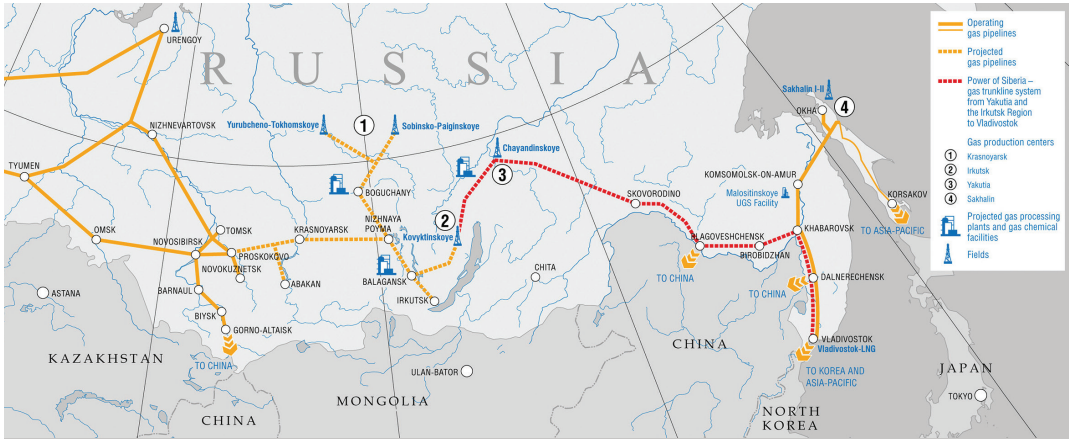 RUSSIA
URENGOY
NIZHNEVARTOVSK
TYUMEN
OMSK
NOVOSIBIRSK
TOMSK
PROSKOKOVO
NOVOKUZNETSK
BARNAUL
BIYSK
GORNO-ALTAISK
TO CHINA
ASTANA
KAZAKHSTAN
CHINA
Yurubcheno-Tokhomskoye
1
Sobinsko-Paiginskoye
BOGUCHANY
KRASNOYARSK
NIZHNAYA
POYMA
ABAKAN
BALAGANSK
IRKUTSK
2
Kovyktinskoye
Chayandinskoye
3
CHITA
ULAN-BATOR
MONGOLIA
SKOVORODINO
BLAGOVESHCHENSK
BIROBIDZHAN
TO CHINA
CHINA
Sakhalin I-II
OKHA
4
KOMSOMOLSK-ON-AMUR
Malositinskoye
UGS Facility
KHABAROVSK
KORSAKOV
TO ASIA-PACIFIC
DALNERECHENSK
TO CHINA
VLADIVOSTOK
Vladivostok-LNG
TO KOREA AND
ASIA-PACIFIC
NORTH
KOREA
JAPAN
TOKYO
Operating
gas pipelines
Projected
gas pipelines
Power of Siberia –
gas trunkline system
from Yakutia and
the Irkutsk Region
to Vladivostok
Gas production centers
1 Krasnoyarsk
2 Irkutsk
3 Yakutia
4 Sakhalin
Projected gas processing
plants and gas chemical
facilities
Fields